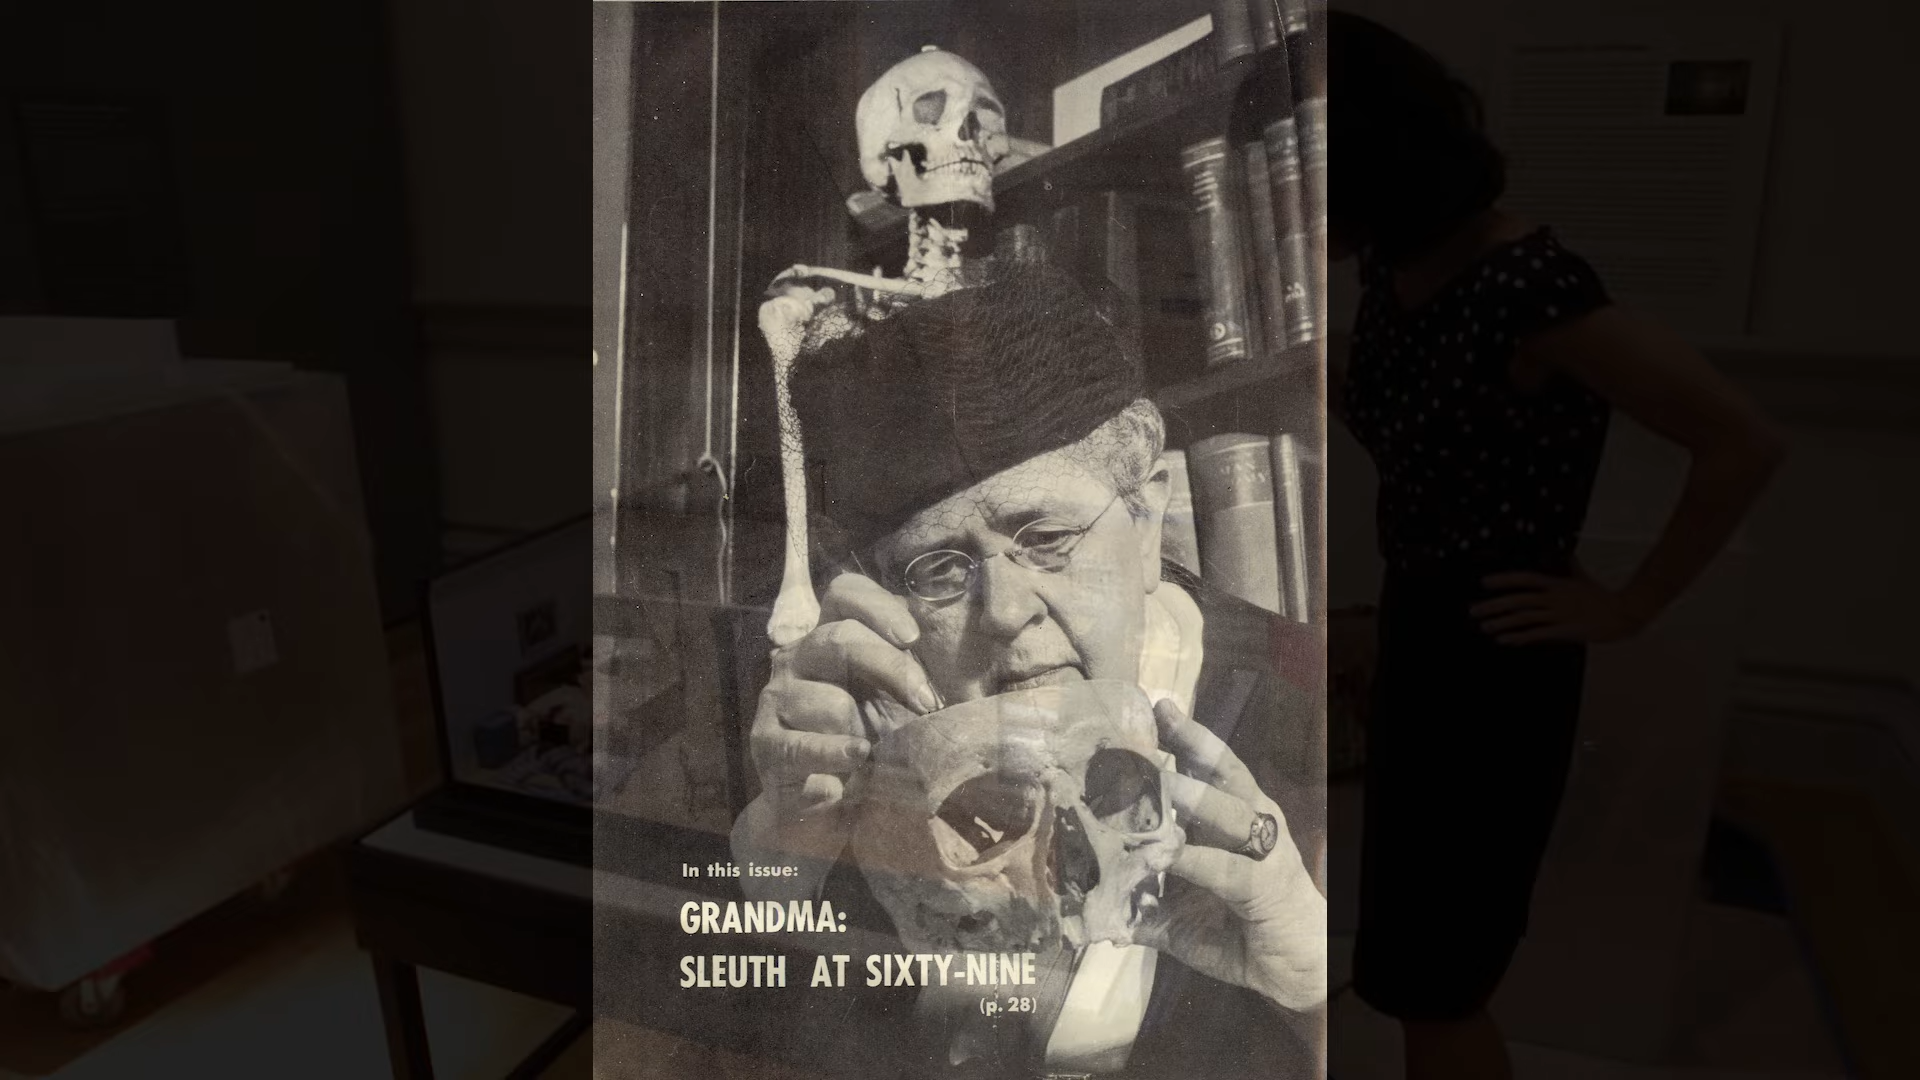 In this issue:
GRANDMA:
SLEUTH AT SIXTY-NINE
(p. 28)